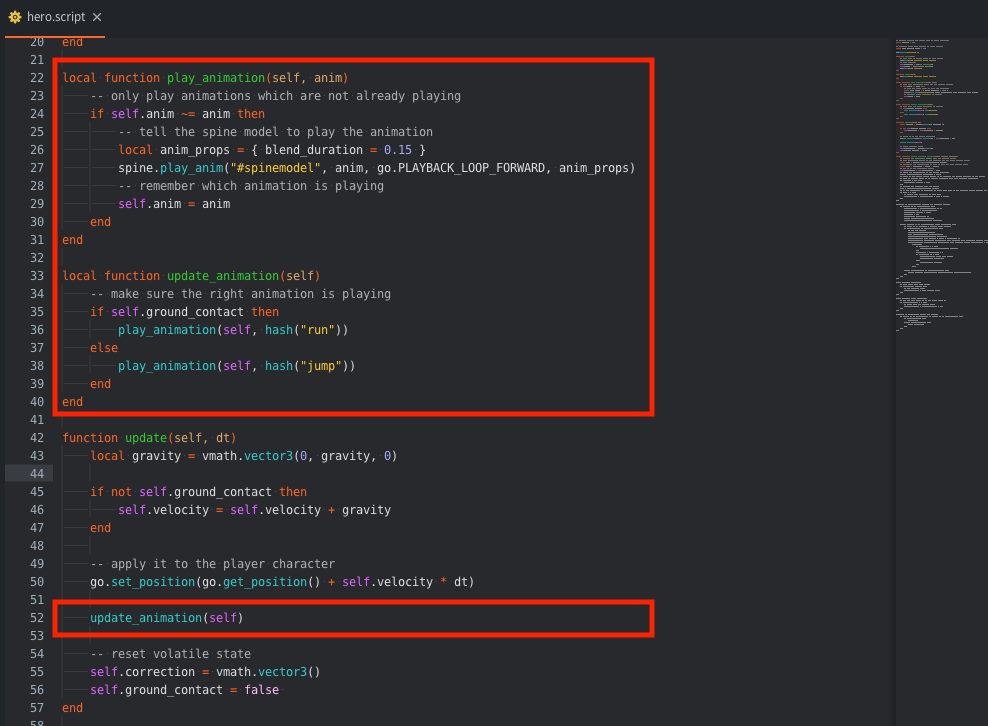 hero.script ×
20 end
21
22 local function play_animation(self, anim)
23     -- only play animations which are not already playing
24     if self.anim ~= anim then
25         -- tell the spine model to play the animation
26         local anim_props = { blend_duration = 0.15 }
27         spine.play_anim("#spinemodel", anim, go.PLAYBACK_LOOP_FORWARD, anim_props)
28         -- remember which animation is playing
29         self.anim = anim
30     end
31 end
32
33 local function update_animation(self)
34     -- make sure the right animation is playing
35     if self.ground_contact then
36         play_animation(self, hash("run"))
37     else
38         play_animation(self, hash("jump"))
39     end
40 end
41
42 function update(self, dt)
43     local gravity = vmath.vector3(0, gravity, 0)
44
45     if not self.ground_contact then
46         self.velocity = self.velocity + gravity
47     end
48
49     -- apply it to the player character
50     go.set_position(go.get_position() + self.velocity * dt)
51
52     update_animation(self)
53
54     -- reset volatile state
55     self.correction = vmath.vector3()
56     self.ground_contact = false
57 end
58